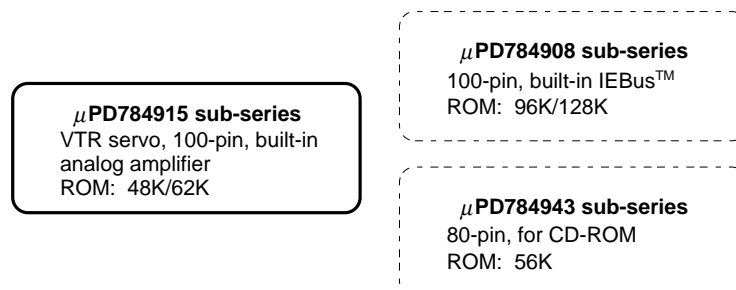 μPD784915 sub-series
VTR servo, 100-pin, built-in
analog amplifier
ROM: 48K/62K
μPD784908 sub-series
100-pin, built-in IEBus™
ROM: 96K/128K
μPD784943 sub-series
80-pin, for CD-ROM
ROM: 56K